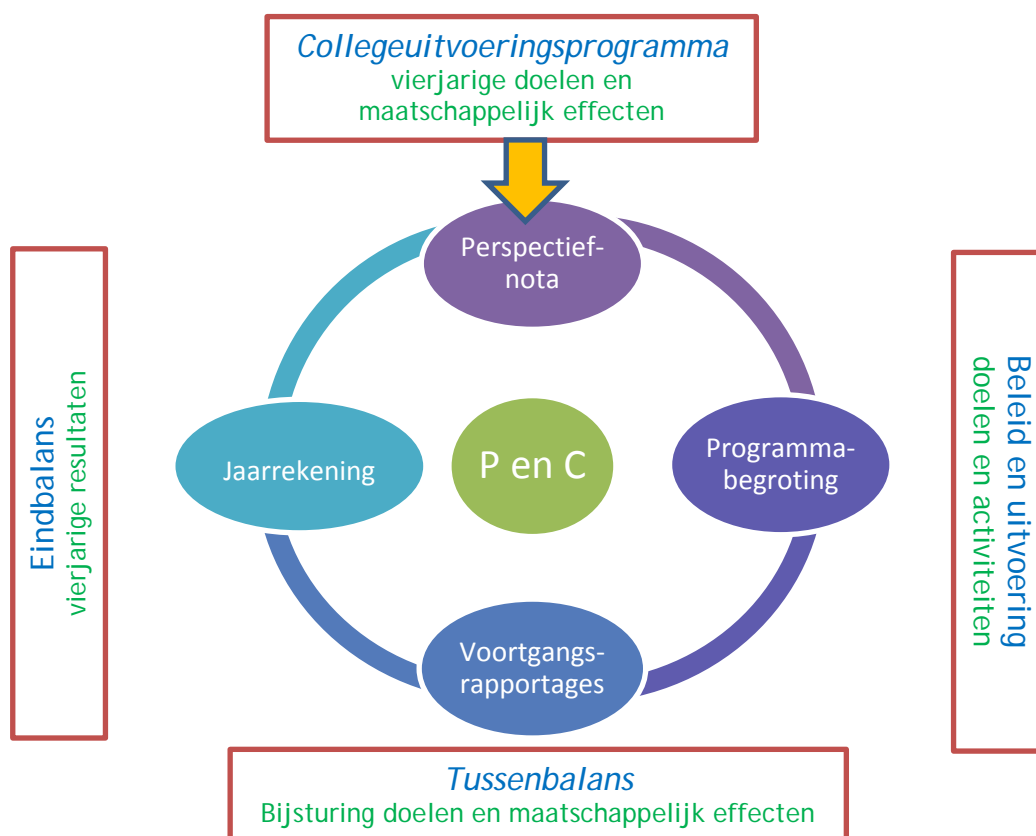 Collegeuitvoeringsprogramma
vierjarige doelen en
maatschappelijk effecten
Perspectief-
nota
Eindbalans
vierjarige resultaten
Jaarrekening
P en C
Programma-
begroting
Beleid en uitvoering
doelen en activiteiten
Voortgangs-
rapportages
Tussenbalans
Bijsturing doelen en maatschappelijk effecten